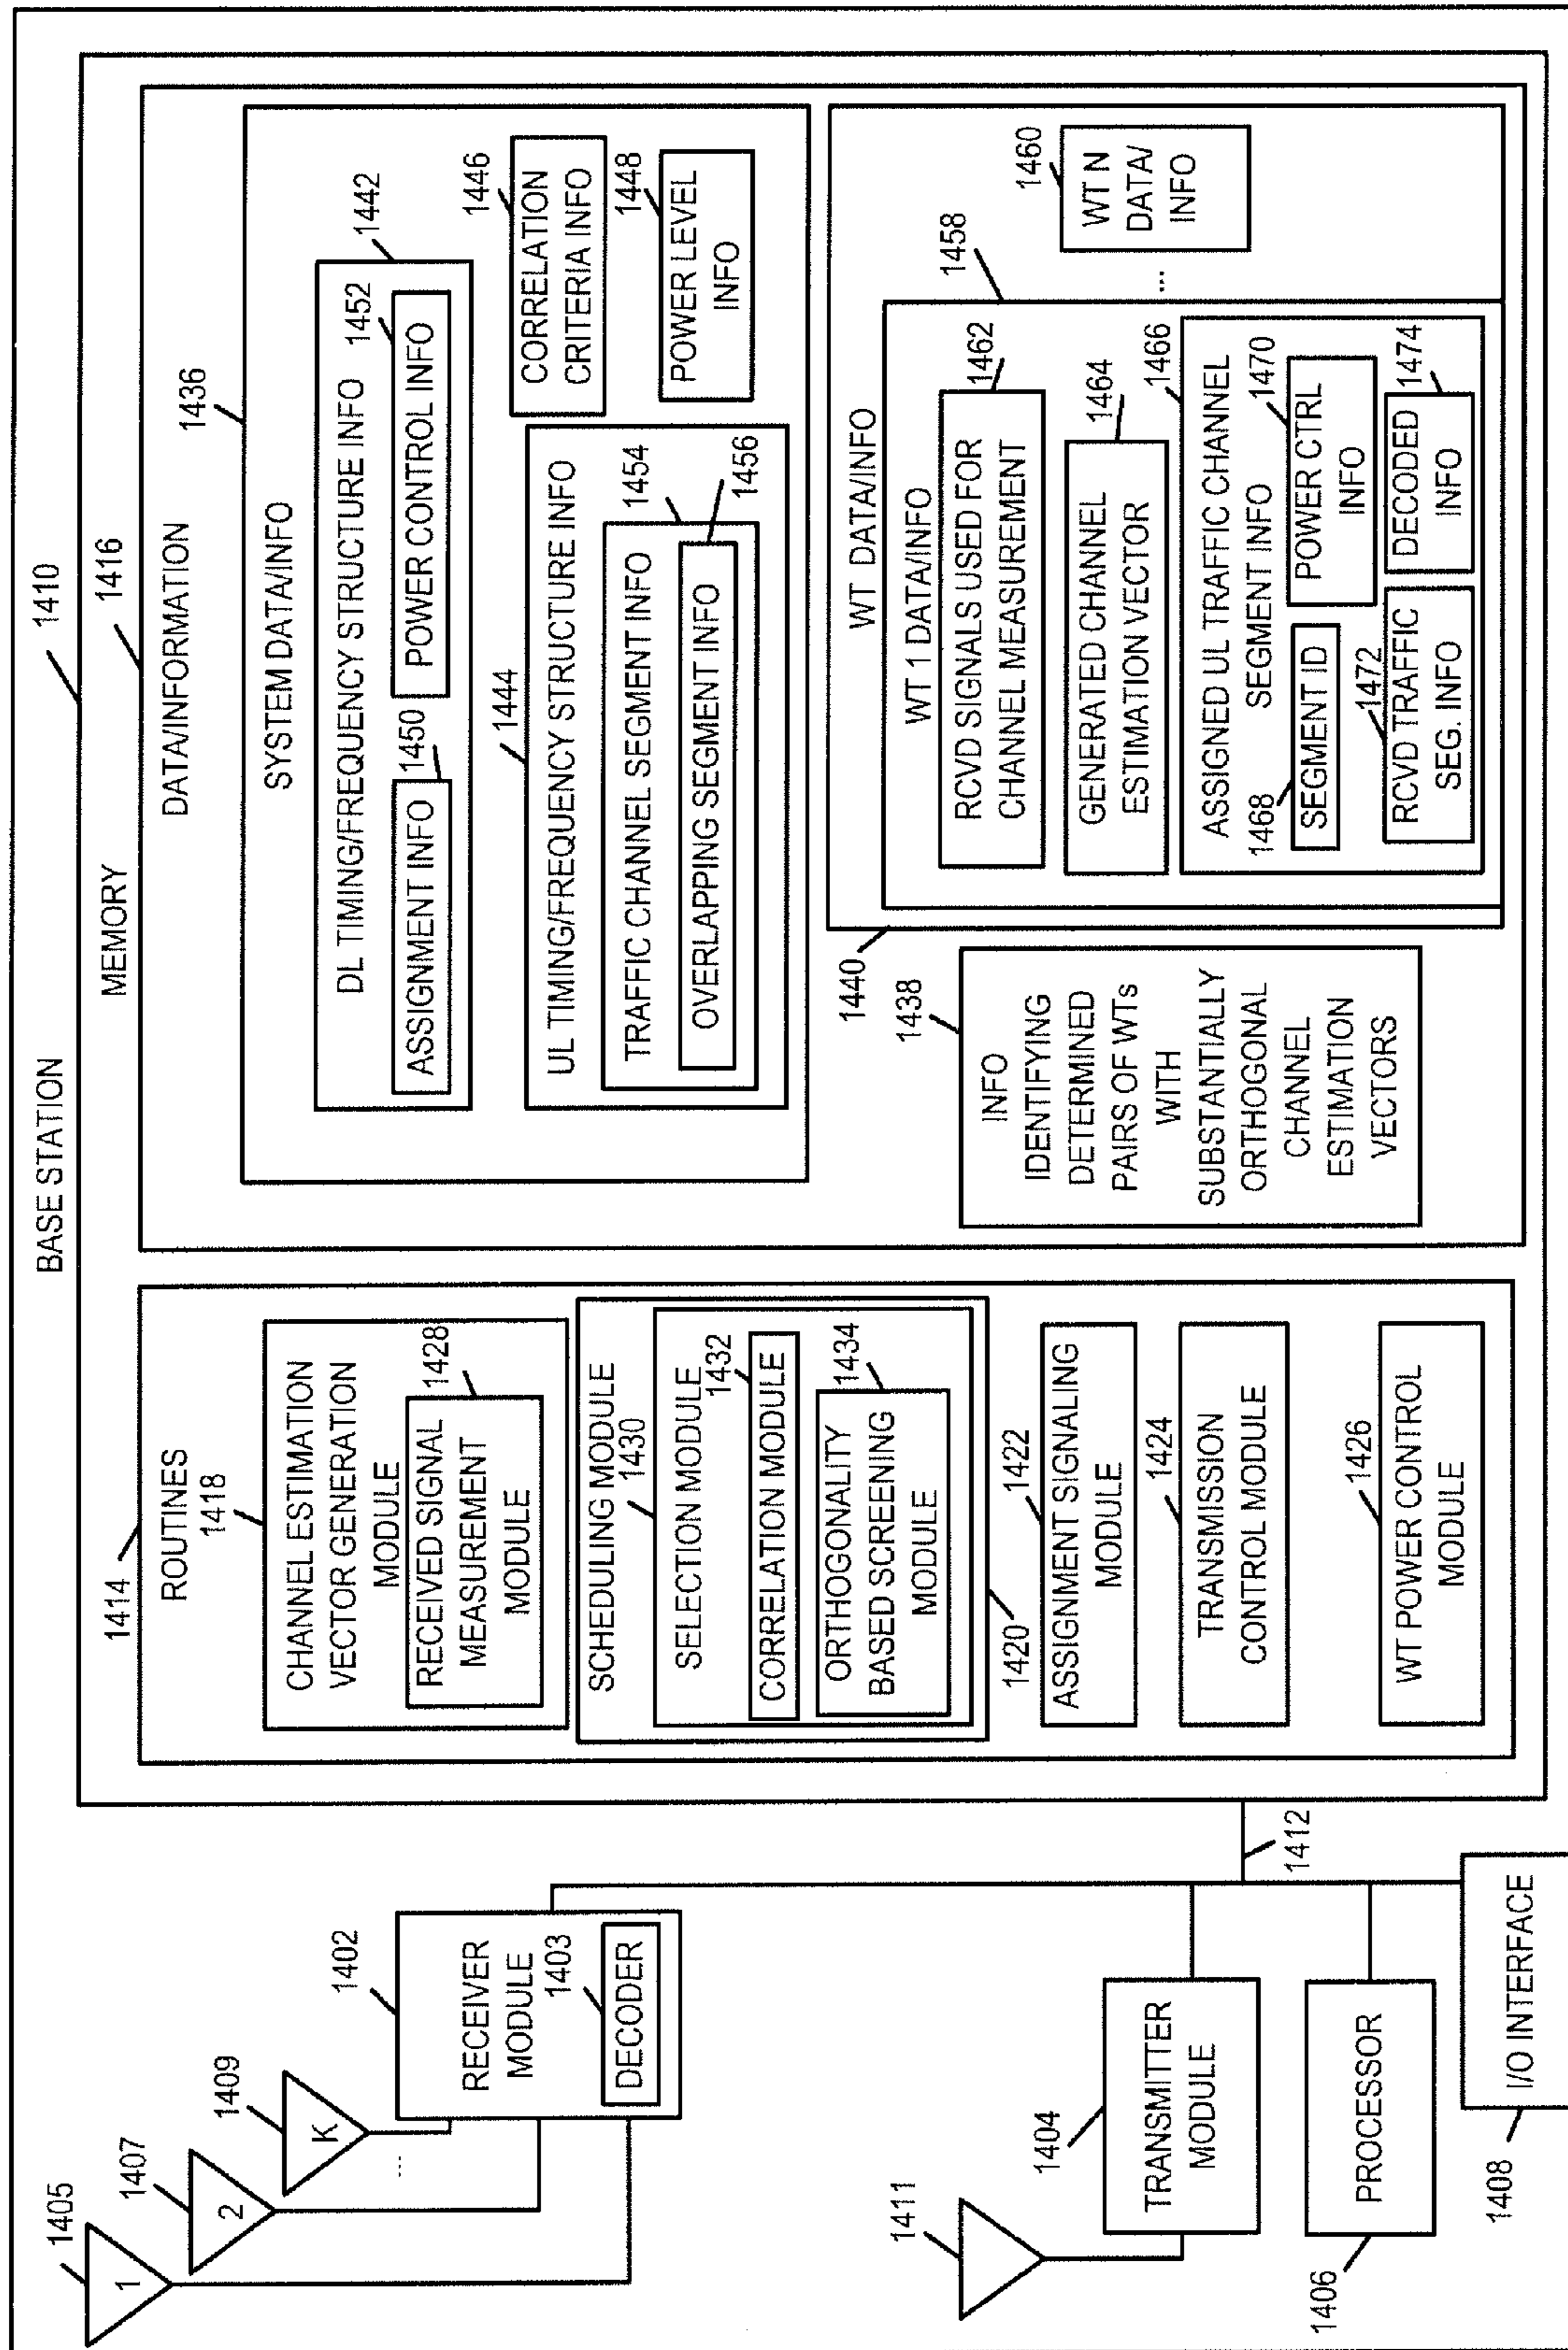 BASE STATION
1405
1
1407
2
1409
K
...
1402
RECEIVER
MODULE
1403
DECODER
1411
1404
TRANSMITTER
MODULE
1406
PROCESSOR
1408
I/O INTERFACE
1412
1410
MEMORY
1414
ROUTINES
1418
CHANNEL ESTIMATION
VECTOR GENERATION
MODULE
1428
RECEIVED SIGNAL
MEASUREMENT
MODULE
SCHEDULING MODULE
1430
SELECTION MODULE
1432
CORRELATION MODULE
1434
ORTHOGONALITY
BASED SCREENING
MODULE
1420
1422
ASSIGNMENT SIGNALING
MODULE
1424
TRANSMISSION
CONTROL MODULE
1426
WT POWER CONTROL
MODULE
1416
DATA/INFORMATION
1436
SYSTEM DATA/INFO
1442
DL TIMING/FREQUENCY STRUCTURE INFO
1450
ASSIGNMENT INFO
1452
POWER CONTROL INFO
1444
UL TIMING/FREQUENCY STRUCTURE INFO
1454
TRAFFIC CHANNEL SEGMENT INFO
1456
OVERLAPPING SEGMENT INFO
1446
CORRELATION
CRITERIA INFO
1448
POWER LEVEL
INFO
1438
INFO
IDENTIFYING
DETERMINED
PAIRS OF WTs
WITH
SUBSTANTIALLY
ORTHOGONAL
CHANNEL
ESTIMATION
VECTORS
1440
WT DATA/INFO
1458
WT 1 DATA/INFO
1462
RCVD SIGNALS USED FOR
CHANNEL MEASUREMENT
1464
GENERATED CHANNEL
ESTIMATION VECTOR
1466
ASSIGNED UL TRAFFIC CHANNEL
SEGMENT INFO
1468
SEGMENT ID
1470
POWER CTRL
INFO
1472
RCVD TRAFFIC
SEG. INFO
1474
DECODED
INFO
...
1460
WT N
DATA/
INFO